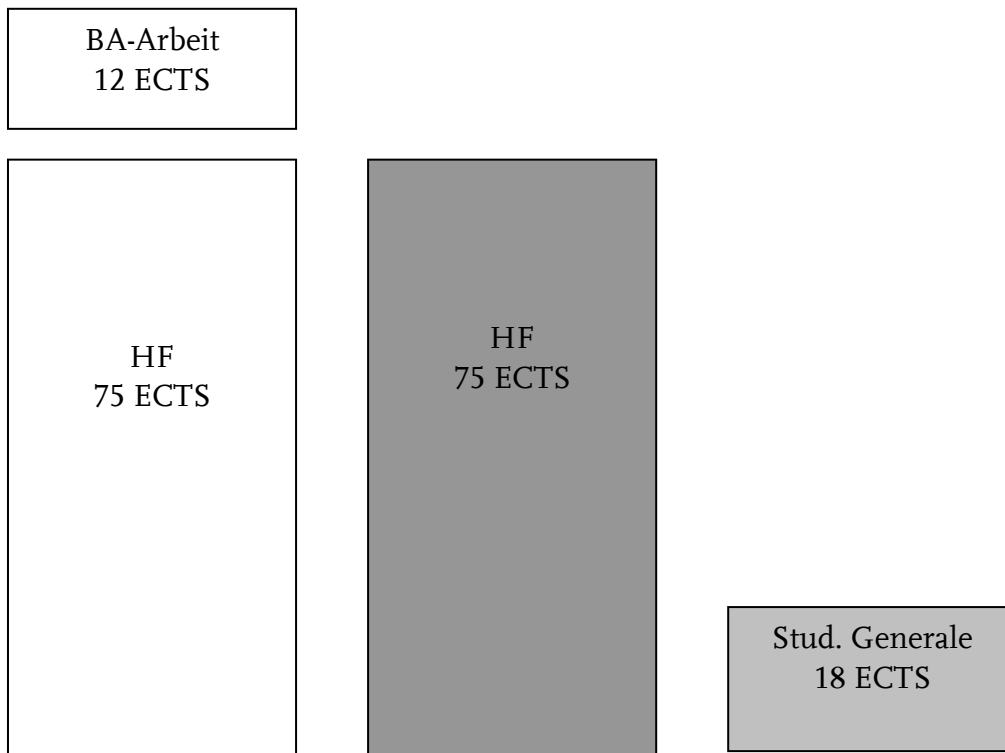 BA-Arbeit
12 ECTS
HF
75 ECTS
HF
75 ECTS
Stud. Generale
18 ECTS